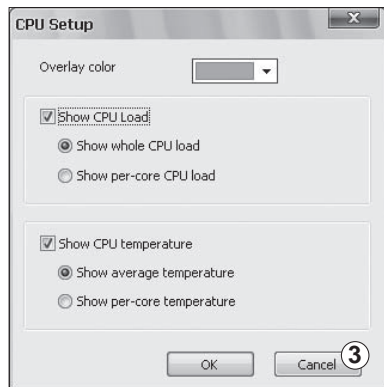 CPU Setup
Overlay color
Show CPU Load
Show whole CPU load
Show per-core CPU load
Show CPU temperature
Show average temperature
Show per-core temperature
OK
Cancel
3